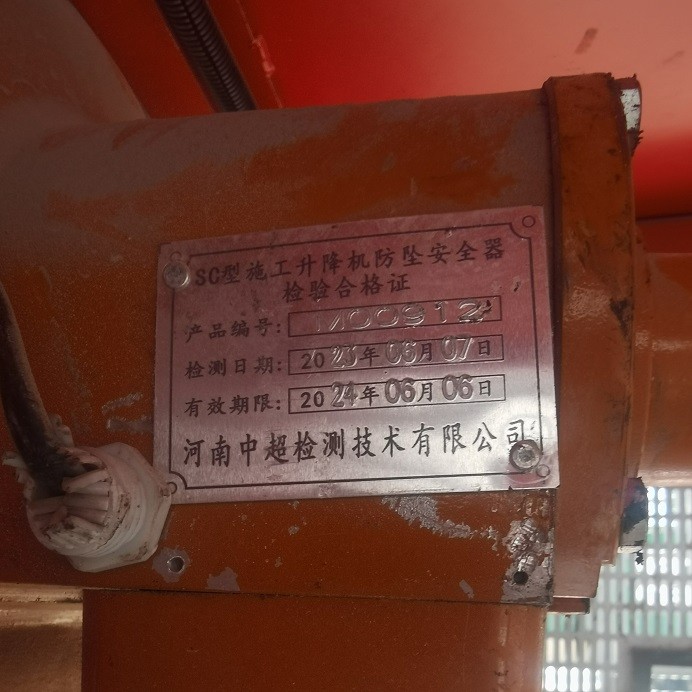 SC型施工升降机防坠安全器
检验合格证
产品编号: M00912
检测日期: 2023年06月07日
有效期限: 2024年06月06日
河南中超检测技术有限公司